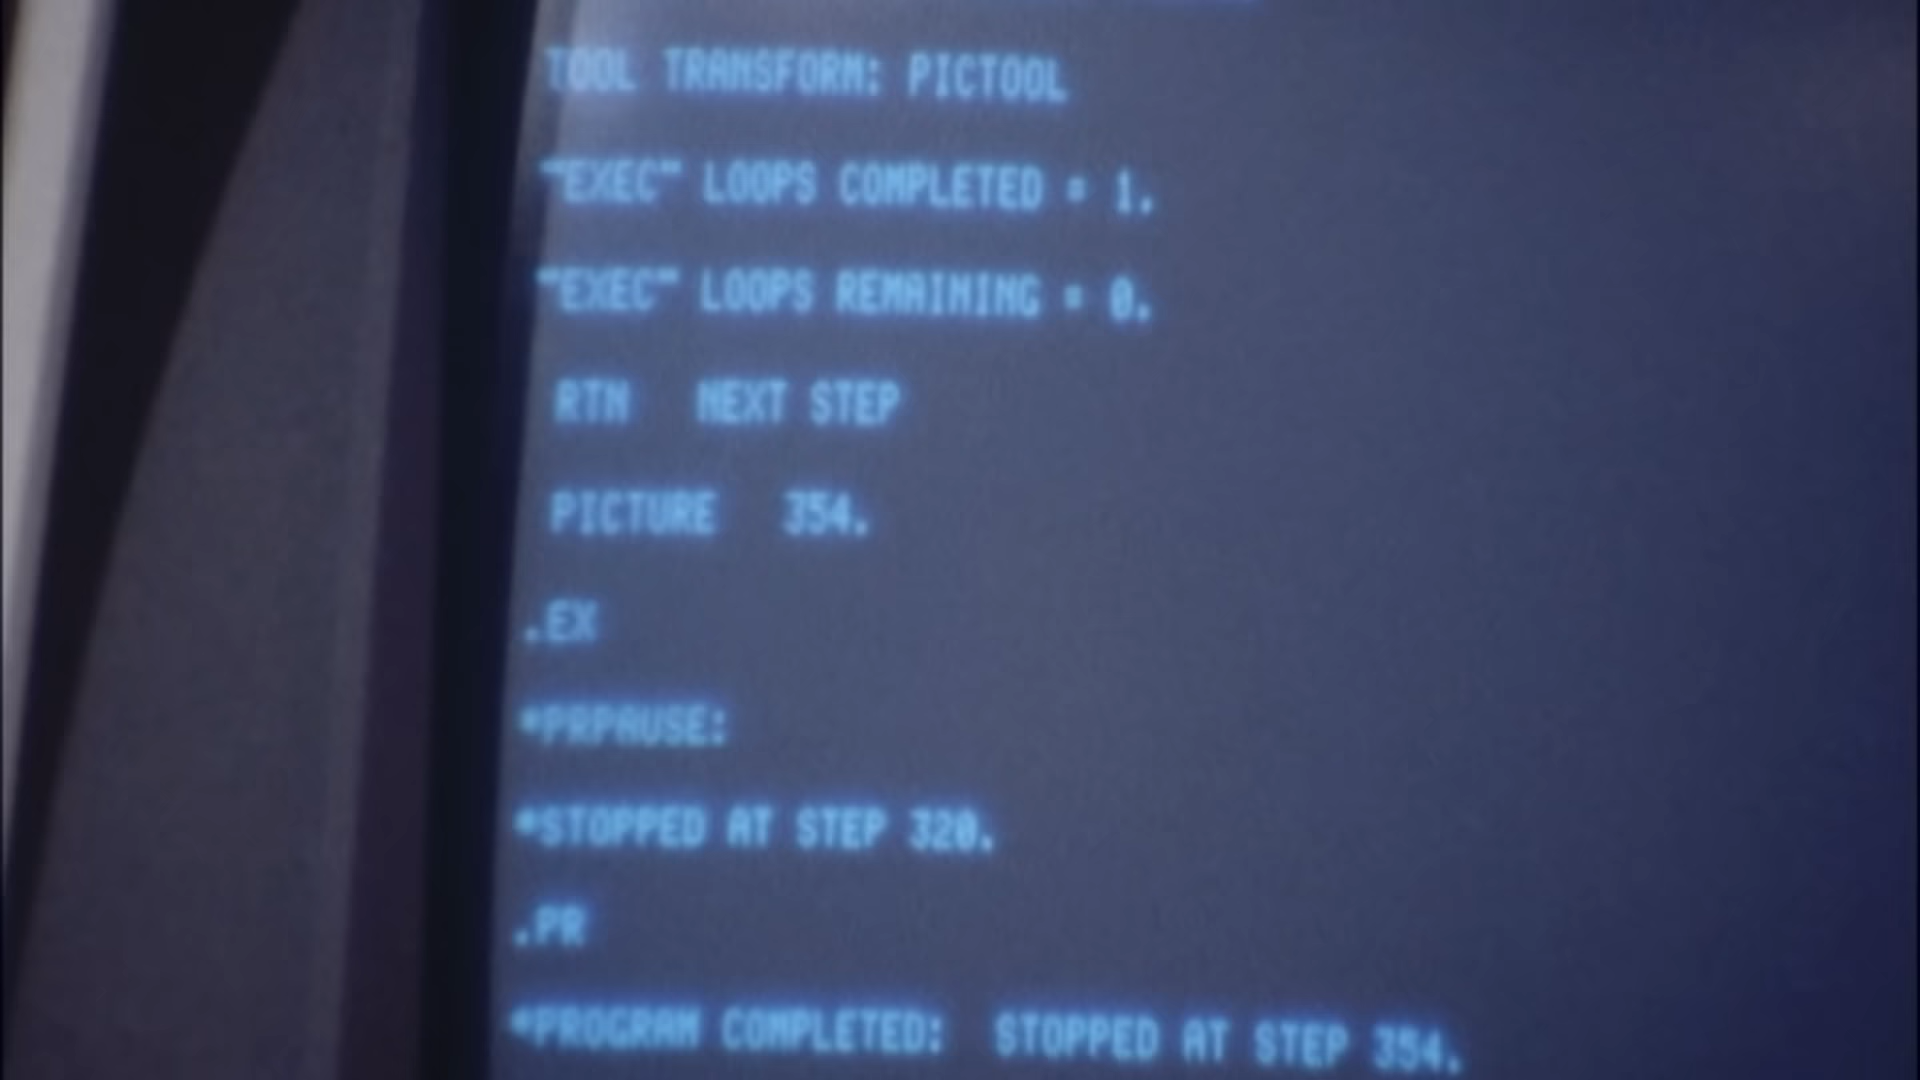 TOOL TRANSFORM: PICTOOL
"EXEC" LOOPS COMPLETED = 1.
"EXEC" LOOPS REMAINING = 0.
RTN NEXT STEP
PICTURE 354.
.EX
*PRPAUSE:
*STOPPED AT STEP 320.
.PR
*PROGRAM COMPLETED: STOPPED AT STEP 354.